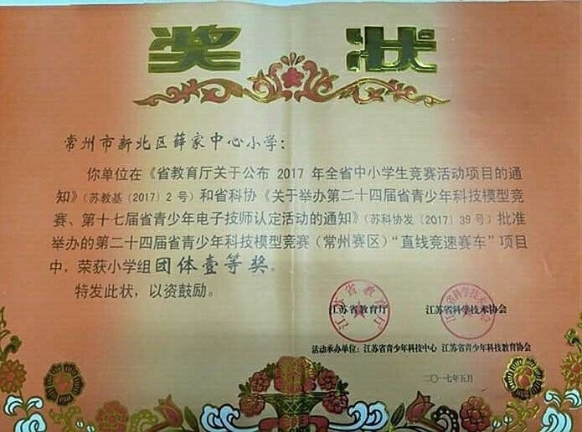 奖 状
常州市新北区薛家中心小学:
你单位在《省教育厅关于公布 2017 年全省中小学生竞赛活动项目的通
知》(苏教基〔2017〕2 号)和省科协《关于举办第二十四届省青少年科技模型竞
赛、第十七届省青少年电子技师认定活动的通知》(苏科协发〔2017〕39 号)批准
举办的第二十四届省青少年科技模型竞赛(常州赛区)“直线竞速赛车”项目
中,荣获小学组团体壹等奖。
特发此状,以资鼓励。
江苏省教育厅 江苏省科学技术协会
活动承办单位:江苏省青少年科技中心 江苏省青少年科技教育协会
二〇一七年五月